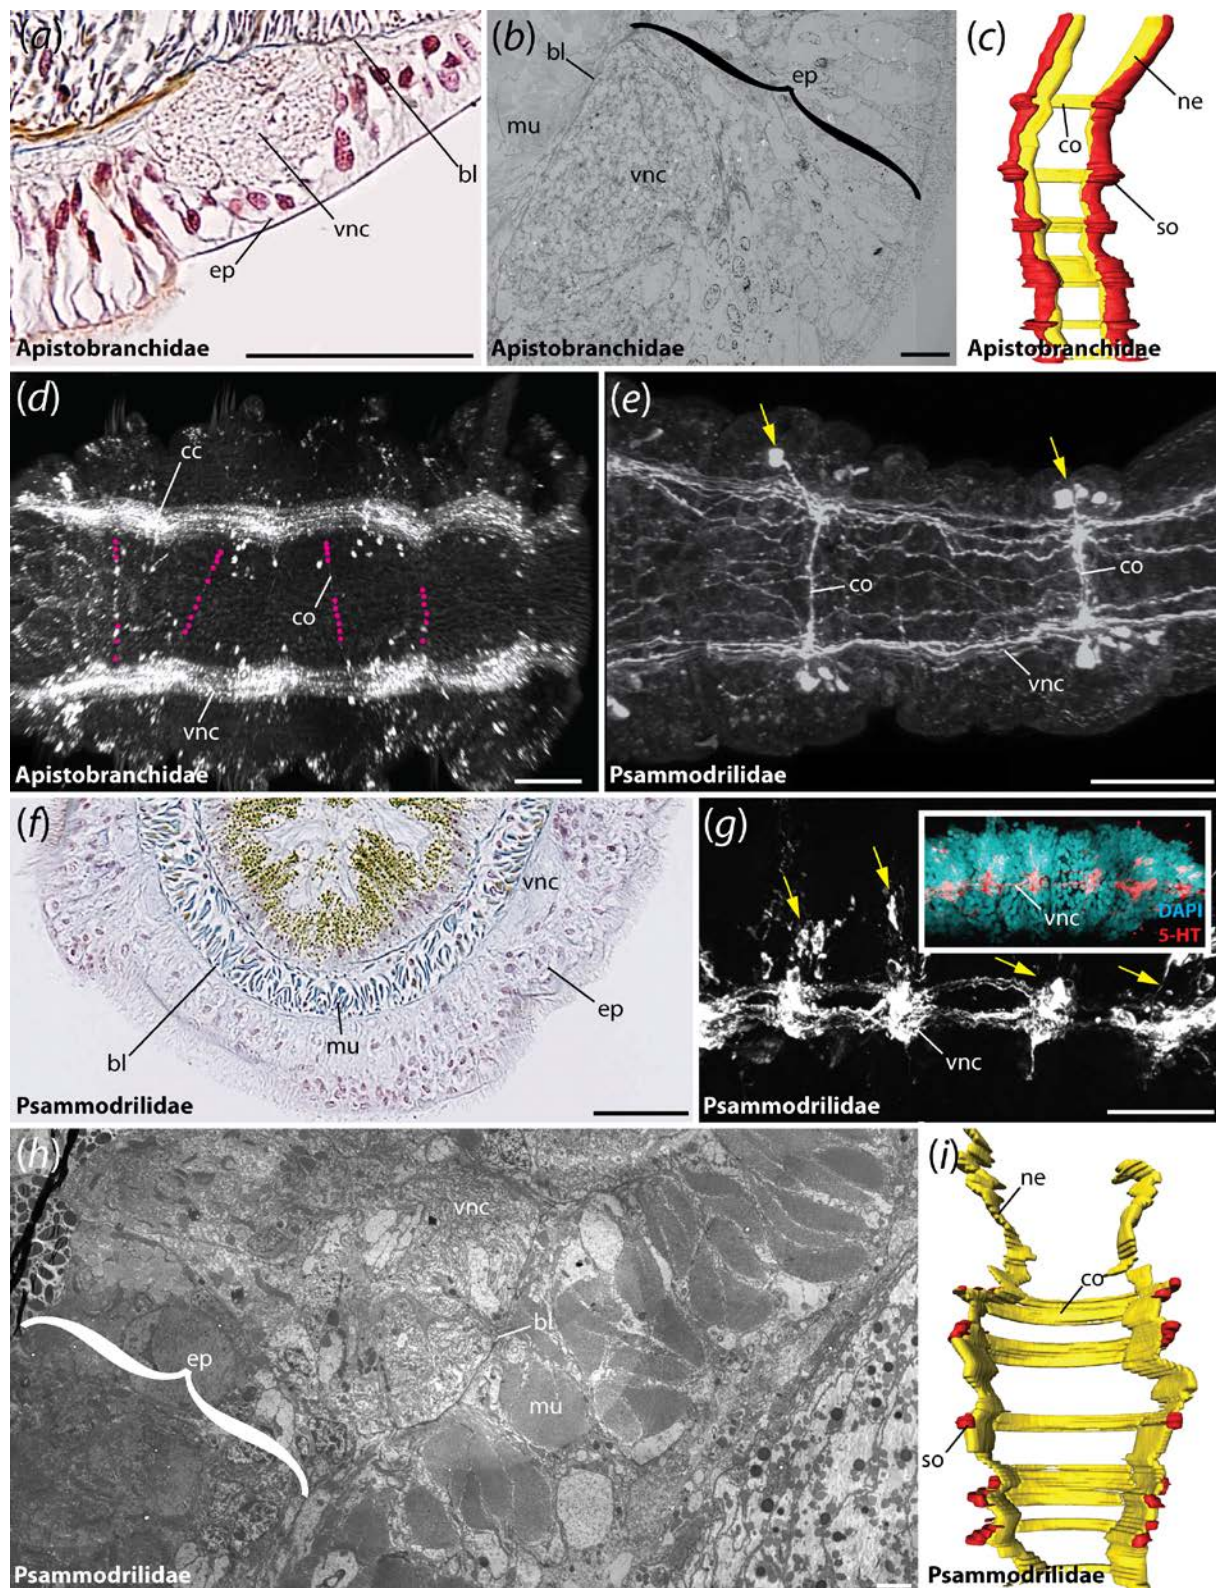 (a)
bl
vnc
ep
Apistobranchidae
(b)
bl
ep
mu
vnc
Apistobranchidae
(c)
ne
co
so
Apistobranchidae
(d)
cc
co
vnc
Apistobranchidae
(e)
co
co
vnc
Psammodrilidae
(f)
vnc
ep
mu
bl
Psammodrilidae
(g)
vnc
DAPI
5-HT
vnc
Psammodrilidae
(h)
vnc
bl
ep
mu
Psammodrilidae
(i)
ne
co
so
Psammodrilidae